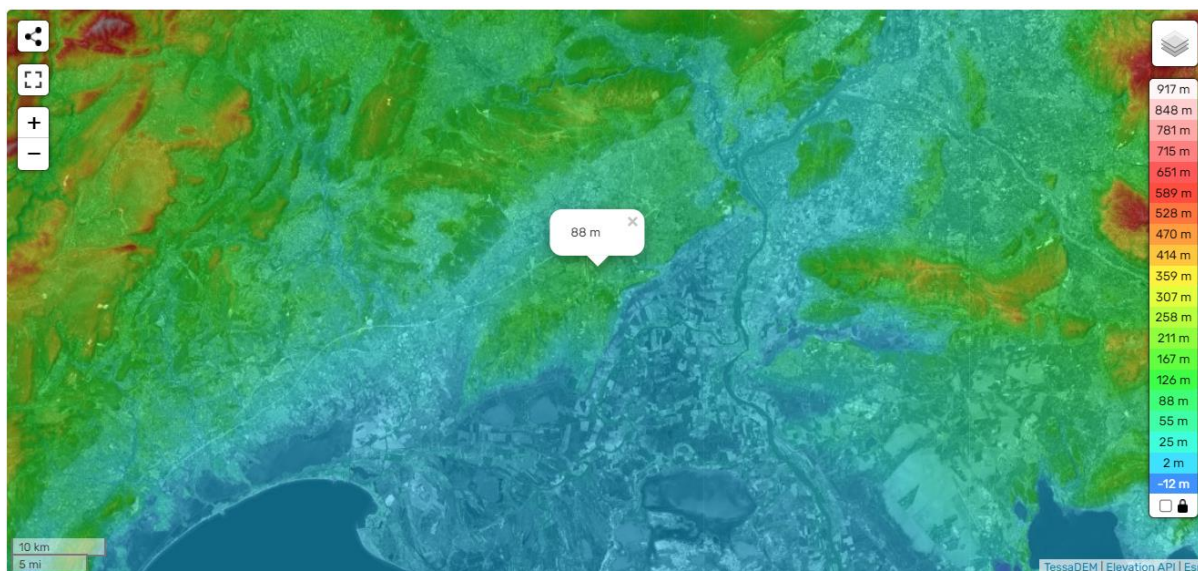 +
−
88 m
×
917 m
848 m
781 m
715 m
651 m
589 m
528 m
470 m
414 m
359 m
307 m
258 m
211 m
167 m
126 m
88 m
55 m
25 m
2 m
-12 m
10 km
5 mi
TessaDEM | Elevation API | Es